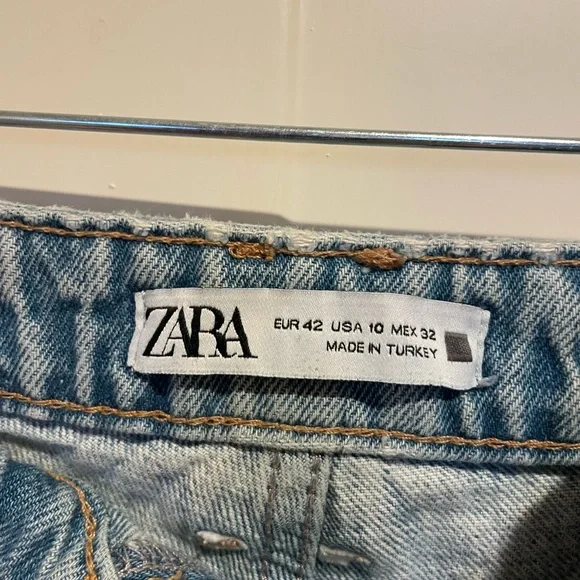 ZARA
EUR 42 USA 10 MEX 32
MADE IN TURKEY